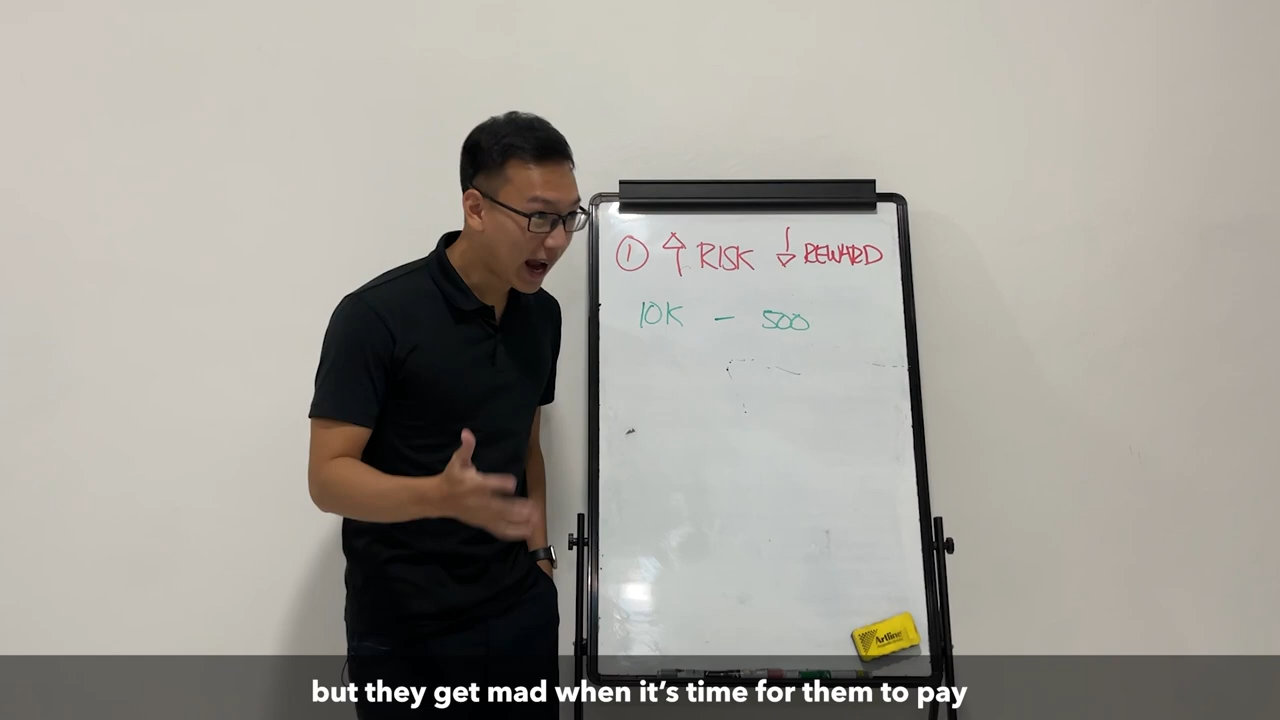 ① ↑ RISK ↓ REWARD
10K - 500
Artline
but they get mad when it's time for them to pay